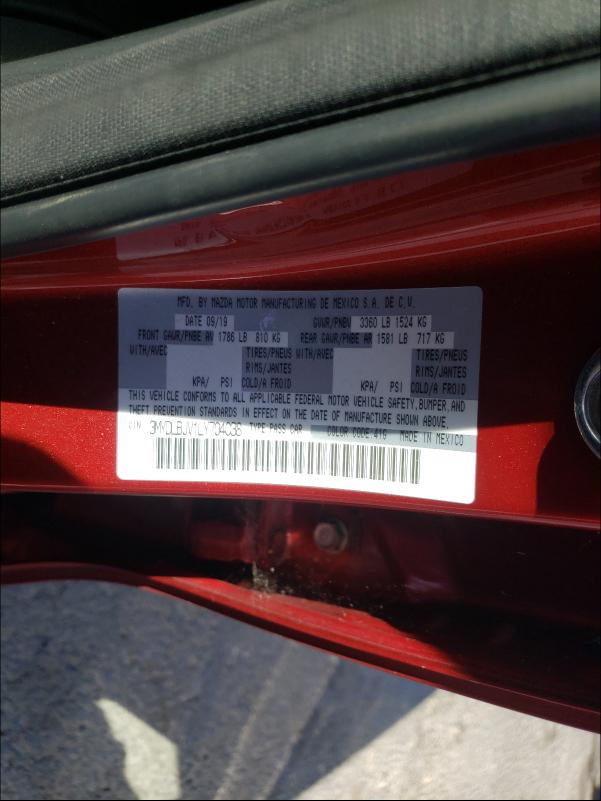 MFD. BY MAZDA MOTOR MANUFACTURING DE MEXICO S.A. DE C.V.
DATE 09/19 GVWR/PNBV 3360 LB 1524 KG
FRONT GAWR/PNBE AV 1786 LB 810 KG REAR GAWR/PNBE AR 1581 LB 717 KG
WITH/AVEC TIRES/PNEUS WITH/AVEC TIRES/PNEUS
RIMS/JANTES RIMS/JANTES
KPA/ PSI COLD/A FROID KPA/ PSI COLD/A FROID
THIS VEHICLE CONFORMS TO ALL APPLICABLE FEDERAL MOTOR VEHICLE SAFETY, BUMPER, AND
THEFT PREVENTION STANDARDS IN EFFECT ON THE DATE OF MANUFACTURE SHOWN ABOVE.
VIN TYPE PASS CAR COLOR CODE:41G MADE IN MEXICO